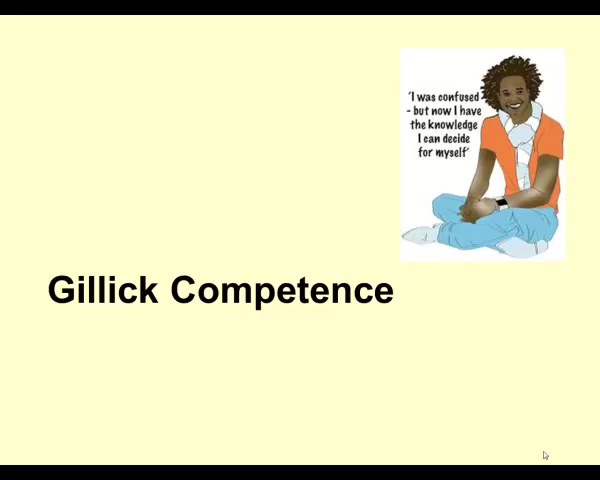 'I was confused
- but now I have
the knowledge
I can decide
for myself'
Gillick Competence